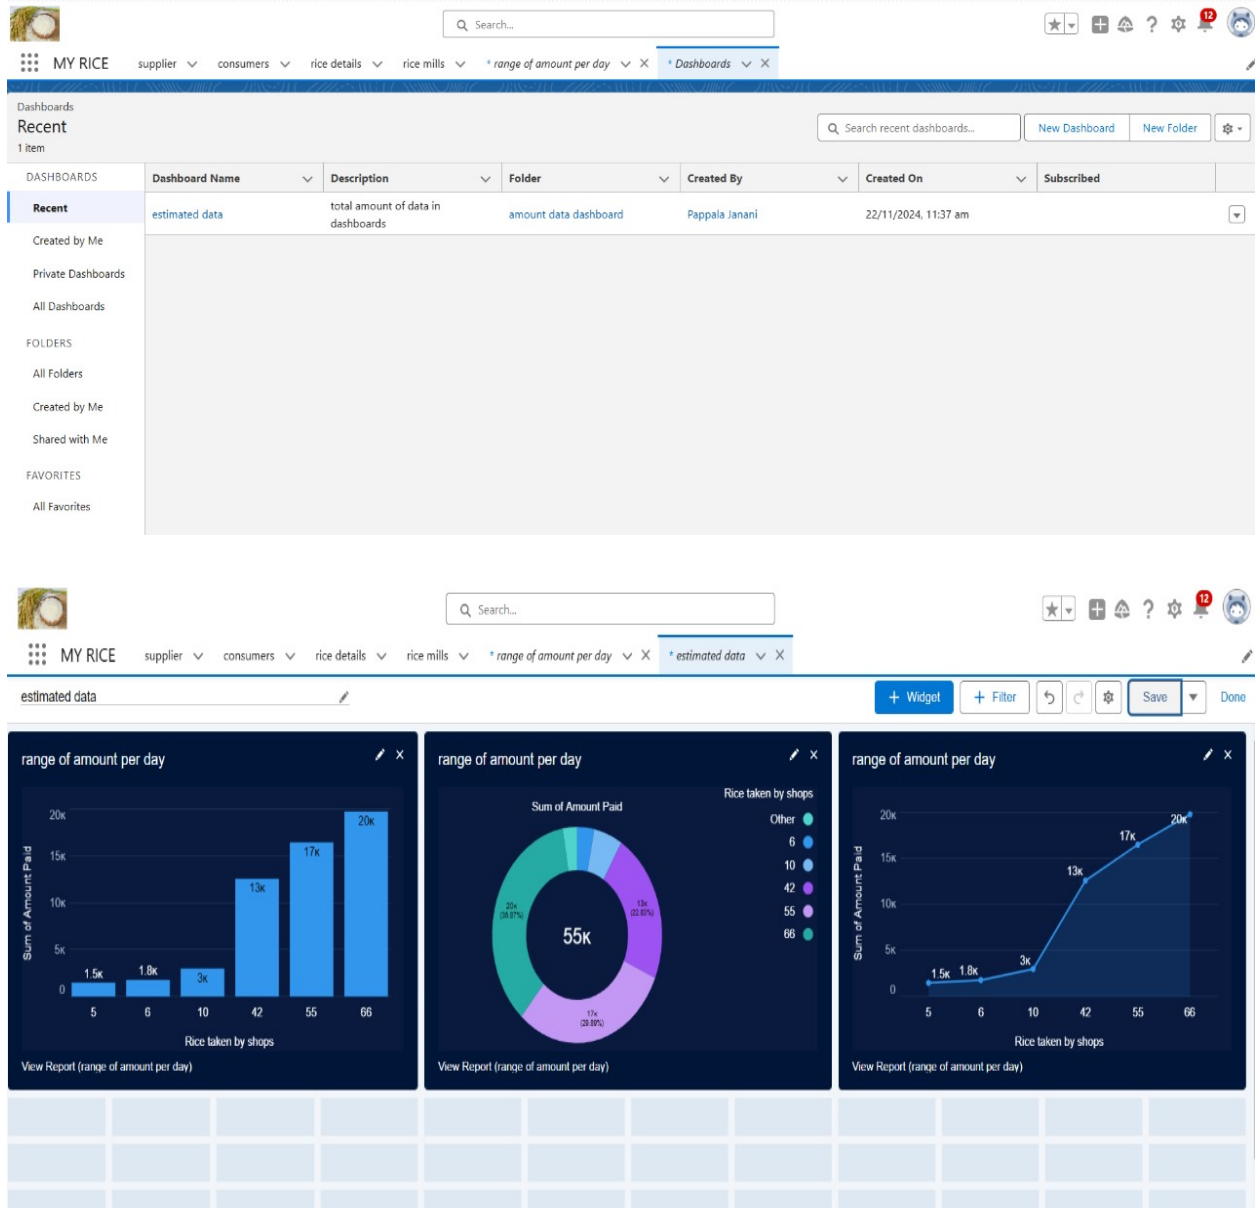 Search...
12
MY RICE supplier consumers rice details rice mills * range of amount per day * Dashboards
Dashboards
Recent
1 item
Search recent dashboards...
New Dashboard New Folder
DASHBOARDS
Recent
Created by Me
Private Dashboards
All Dashboards
FOLDERS
All Folders
Created by Me
Shared with Me
FAVORITES
All Favorites
Dashboard Name Description Folder Created By Created On Subscribed
estimated data total amount of data in dashboards amount data dashboard Pappala Janani 22/11/2024, 11:37 am
Search...
12
MY RICE supplier consumers rice details rice mills * range of amount per day * estimated data
estimated data
+ Widget + Filter Save Done
range of amount per day
Sum of Amount Paid
20K
15K
10K
5K
0
1.5K 1.8K 3K 13K 17K 20K
5 6 10 42 55 66
Rice taken by shops
View Report (range of amount per day)
range of amount per day
Sum of Amount Paid
Rice taken by shops
Other
6
10
42
55
66
20K
(35.87%)
13K
(22.83%)
55K
17K
(29.89%)
View Report (range of amount per day)
range of amount per day
Sum of Amount Paid
20K
15K
10K
5K
0
1.5K 1.8K 3K 13K 17K 20K
5 6 10 42 55 66
Rice taken by shops
View Report (range of amount per day)